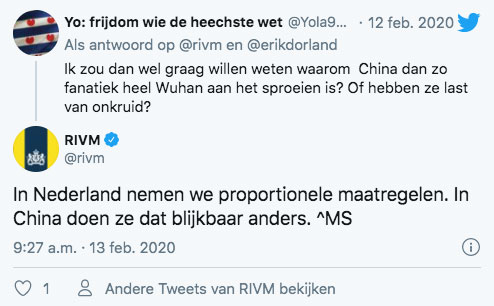 Yo: frijdom wie de heechste wet @Yola9... · 12 feb. 2020
Als antwoord op @rivm en @erikdorland
Ik zou dan wel graag willen weten waarom China dan zo
fanatiek heel Wuhan aan het sproeien is? Of hebben ze last
van onkruid?
RIVM
@rivm
In Nederland nemen we proportionele maatregelen. In
China doen ze dat blijkbaar anders. ^MS
9:27 a.m. · 13 feb. 2020
1 Andere Tweets van RIVM bekijken